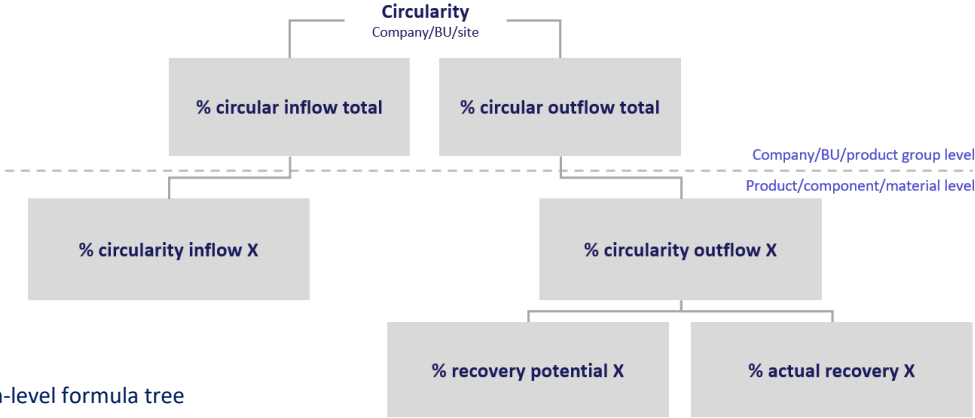 Circularity
Company/BU/site
% circular inflow total
% circular outflow total
Company/BU/product group level
Product/component/material level
% circularity inflow X
% circularity outflow X
% recovery potential X
% actual recovery X
-level formula tree